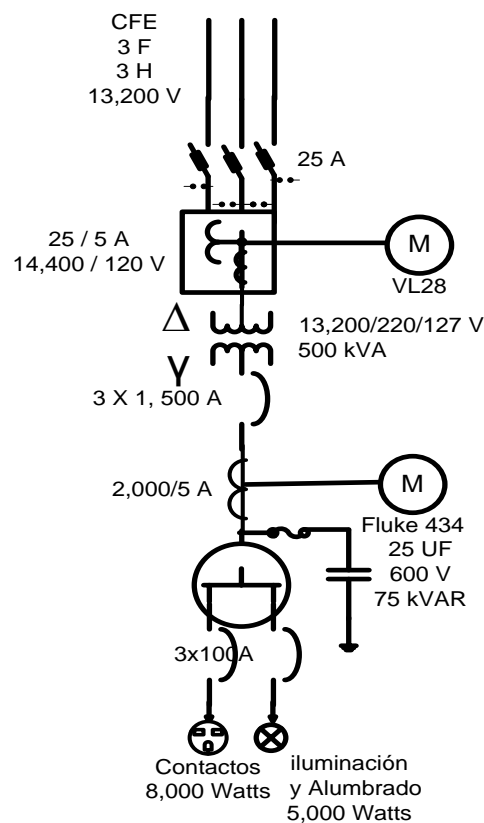 CFE
3 F
3 H
13,200 V
25 A
25 / 5 A
14,400 / 120 V
M
VL28
Δ
13,200/220/127 V
500 kVA
Y
3 X 1, 500 A
2,000/5 A
M
Fluke 434
25 UF
600 V
75 kVAR
3x100A
Contactos
8,000 Watts
iluminación
y Alumbrado
5,000 Watts